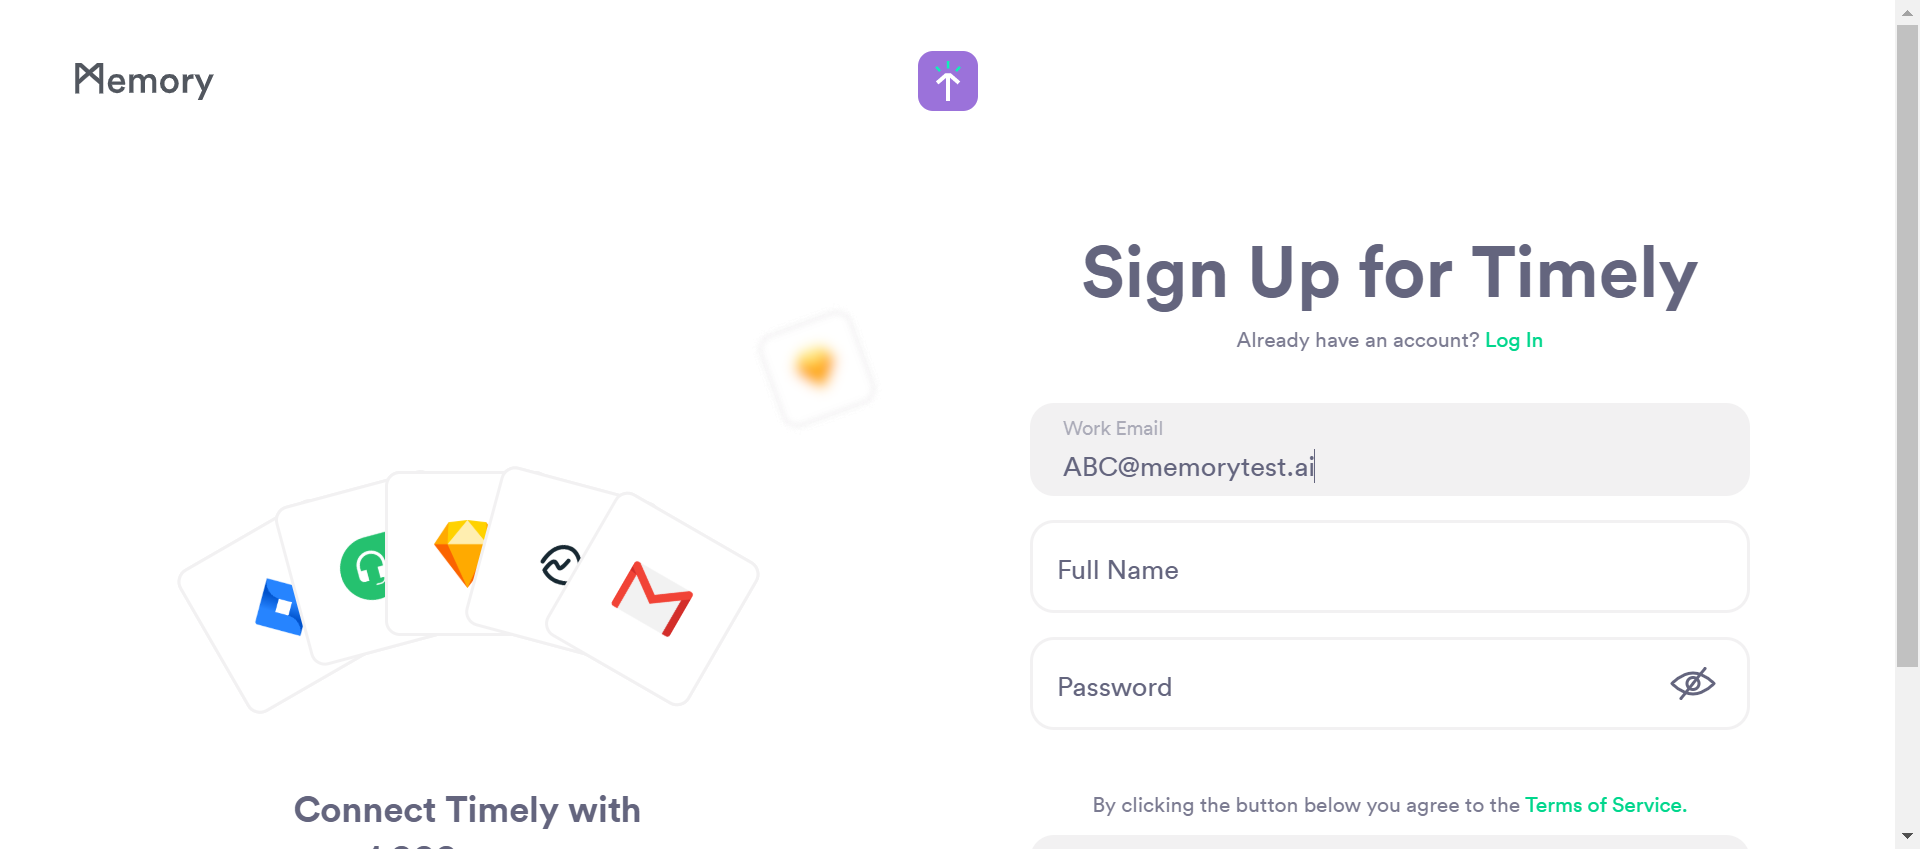 Memory
Sign Up for Timely
Already have an account? Log In
Work Email
ABC@memorytest.ai
Full Name
Password
By clicking the button below you agree to the Terms of Service.
Connect Timely with